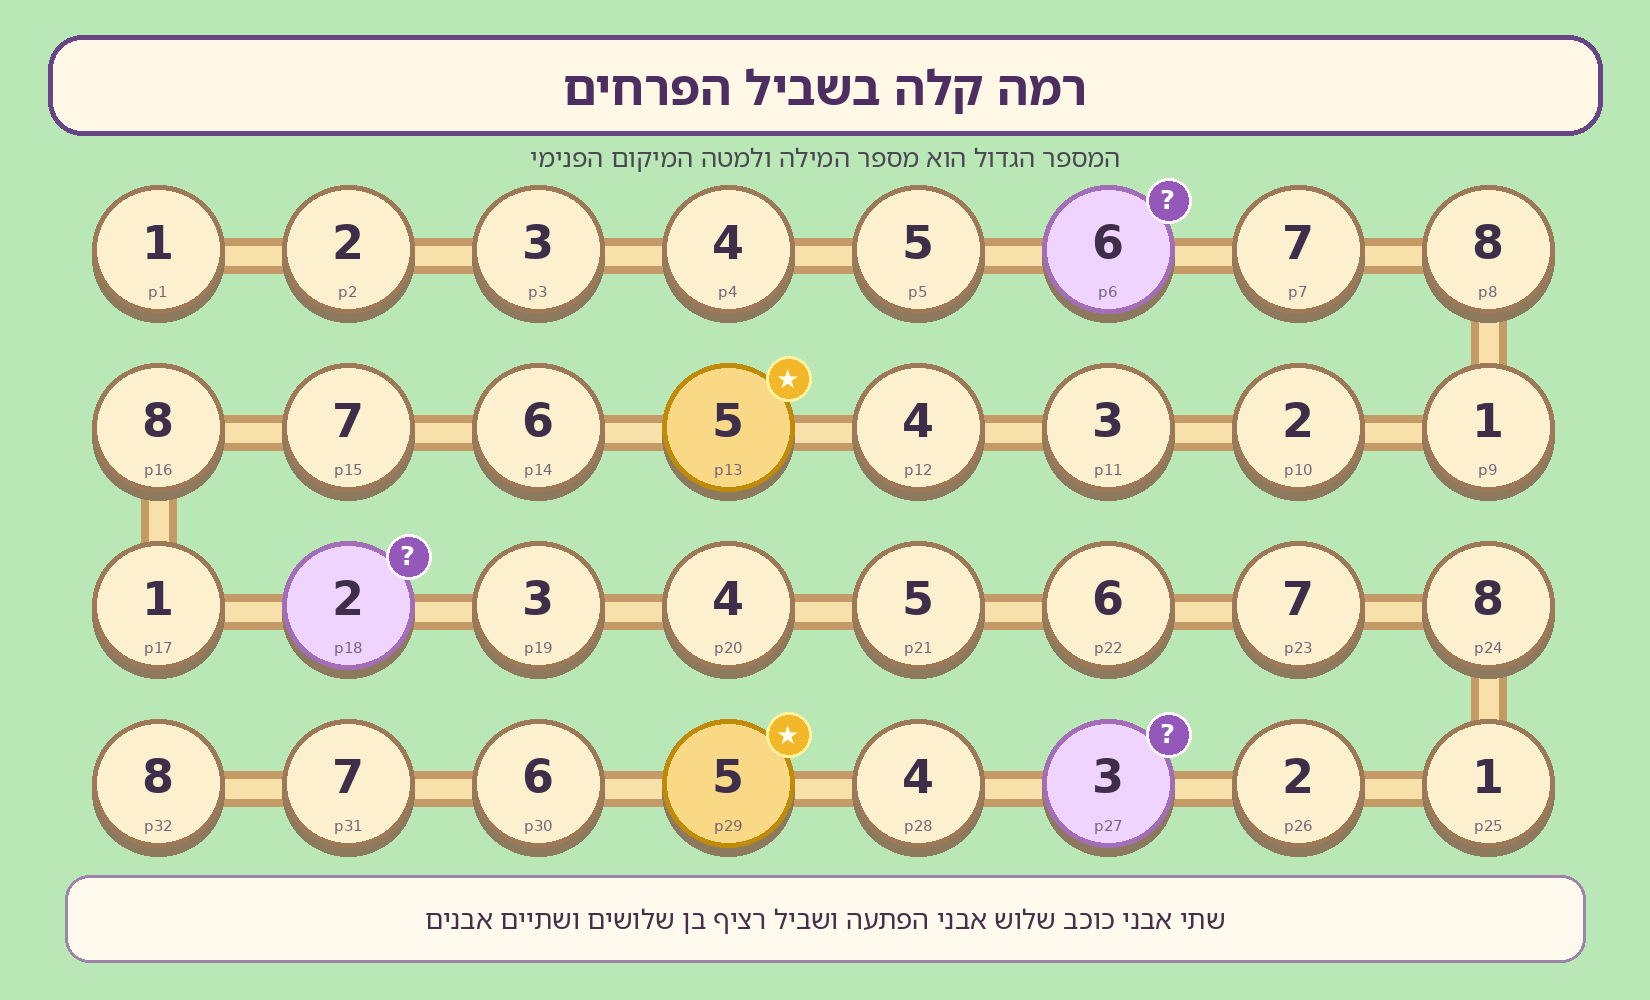 רמה קלה בשביל הפרחים
המספר הגדול הוא מספר המילה ולמטה המיקום הפנימי
1 2 3 4 5 6 ? 7 8
p1 p2 p3 p4 p5 p6 p7 p8
8 7 6 5 ★ 4 3 2 1
p16 p15 p14 p13 p12 p11 p10 p9
1 2 ? 3 4 5 6 7 8
p17 p18 p19 p20 p21 p22 p23 p24
8 7 6 5 ★ 4 3 ? 2 1
p32 p31 p30 p29 p28 p27 p26 p25
שתי אבני כוכב שלוש אבני הפתעה ושביל רציף בן שלושים ושתיים אבנים